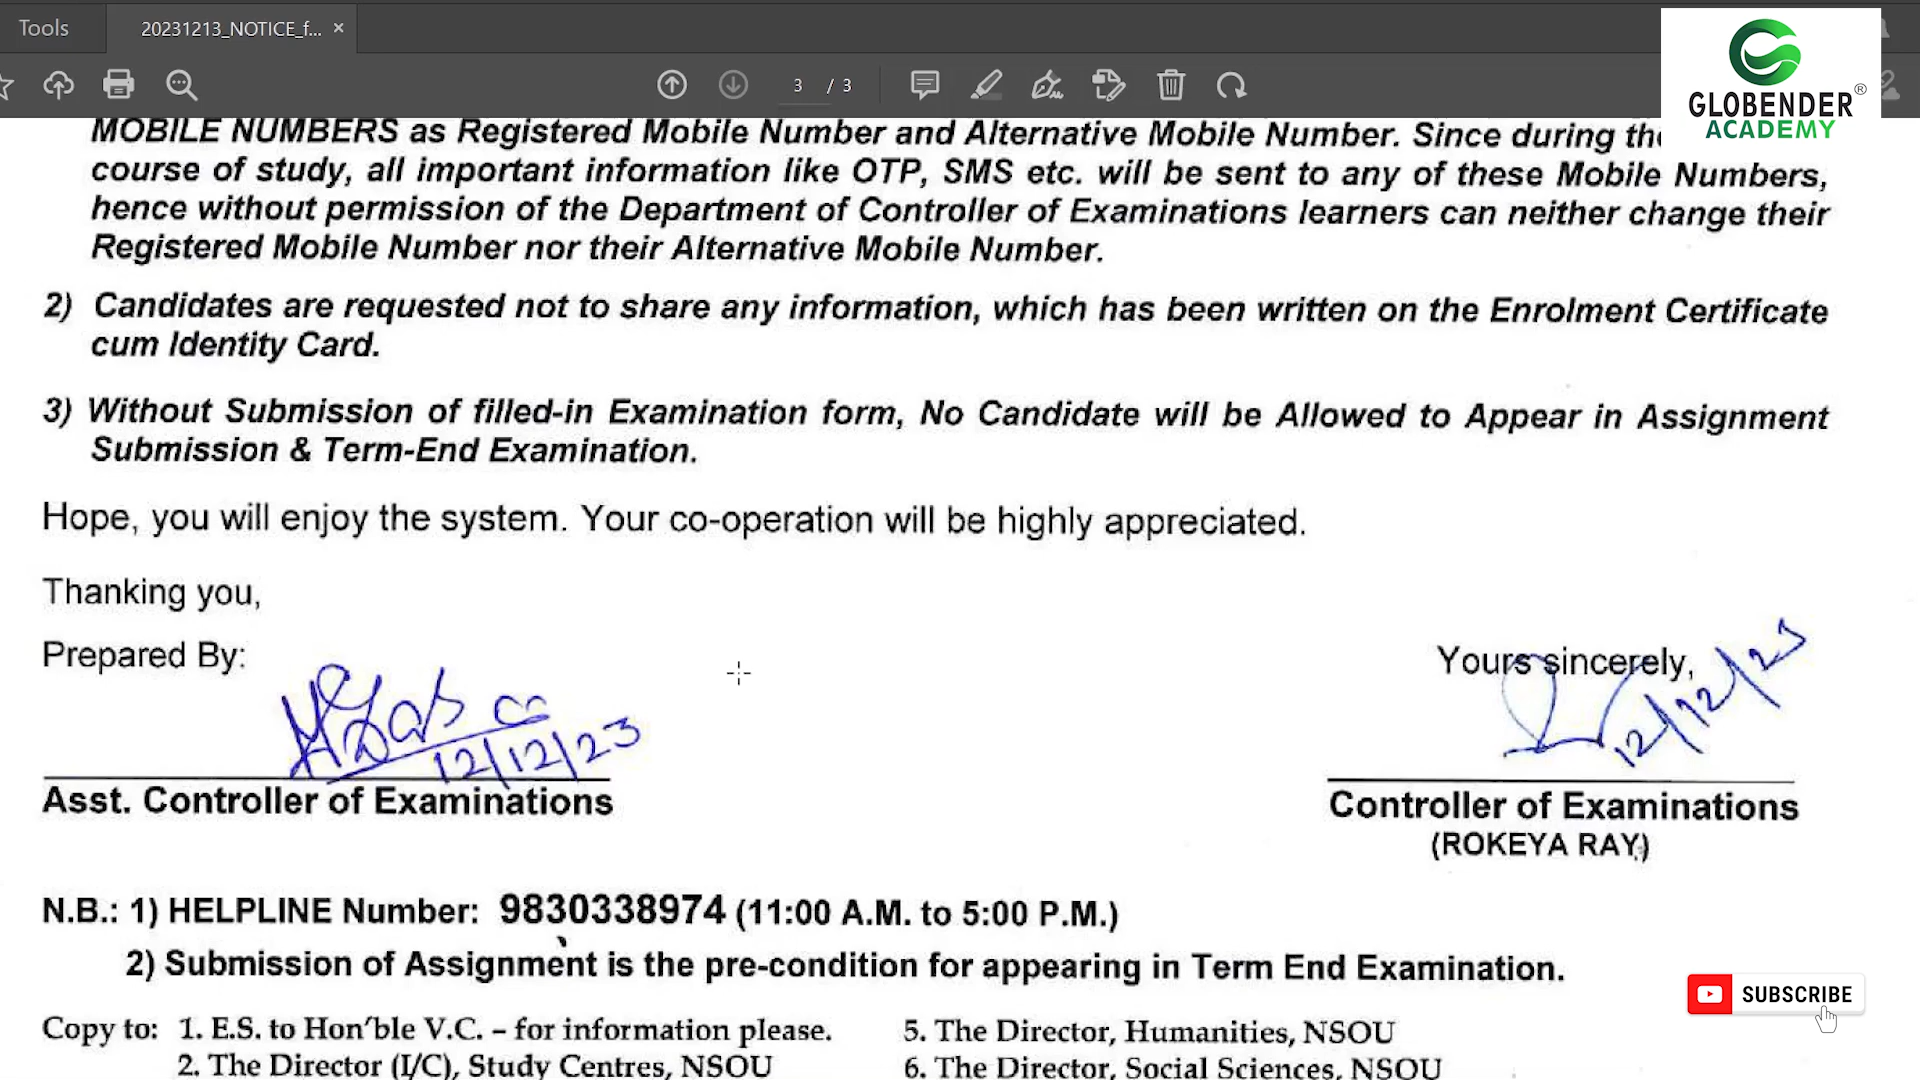 Tools
20231213_NOTICE_f... ×
3 / 3
GLOBENDER®
ACADEMY
MOBILE NUMBERS as Registered Mobile Number and Alternative Mobile Number. Since during the
course of study, all important information like OTP, SMS etc. will be sent to any of these Mobile Numbers,
hence without permission of the Department of Controller of Examinations learners can neither change their
Registered Mobile Number nor their Alternative Mobile Number.
2) Candidates are requested not to share any information, which has been written on the Enrolment Certificate
cum Identity Card.
3) Without Submission of filled-in Examination form, No Candidate will be Allowed to Appear in Assignment
Submission & Term-End Examination.
Hope, you will enjoy the system. Your co-operation will be highly appreciated.
Thanking you,
Prepared By:
12/12/23
Asst. Controller of Examinations
Yours sincerely,
12/12/23
Controller of Examinations
(ROKEYA RAY)
N.B.: 1) HELPLINE Number: 9830338974 (11:00 A.M. to 5:00 P.M.)
2) Submission of Assignment is the pre-condition for appearing in Term End Examination.
SUBSCRIBE
Copy to: 1. E.S. to Hon'ble V.C. – for information please.
2. The Director (I/C), Study Centres, NSOU
5. The Director, Humanities, NSOU
6. The Director, Social Sciences, NSOU